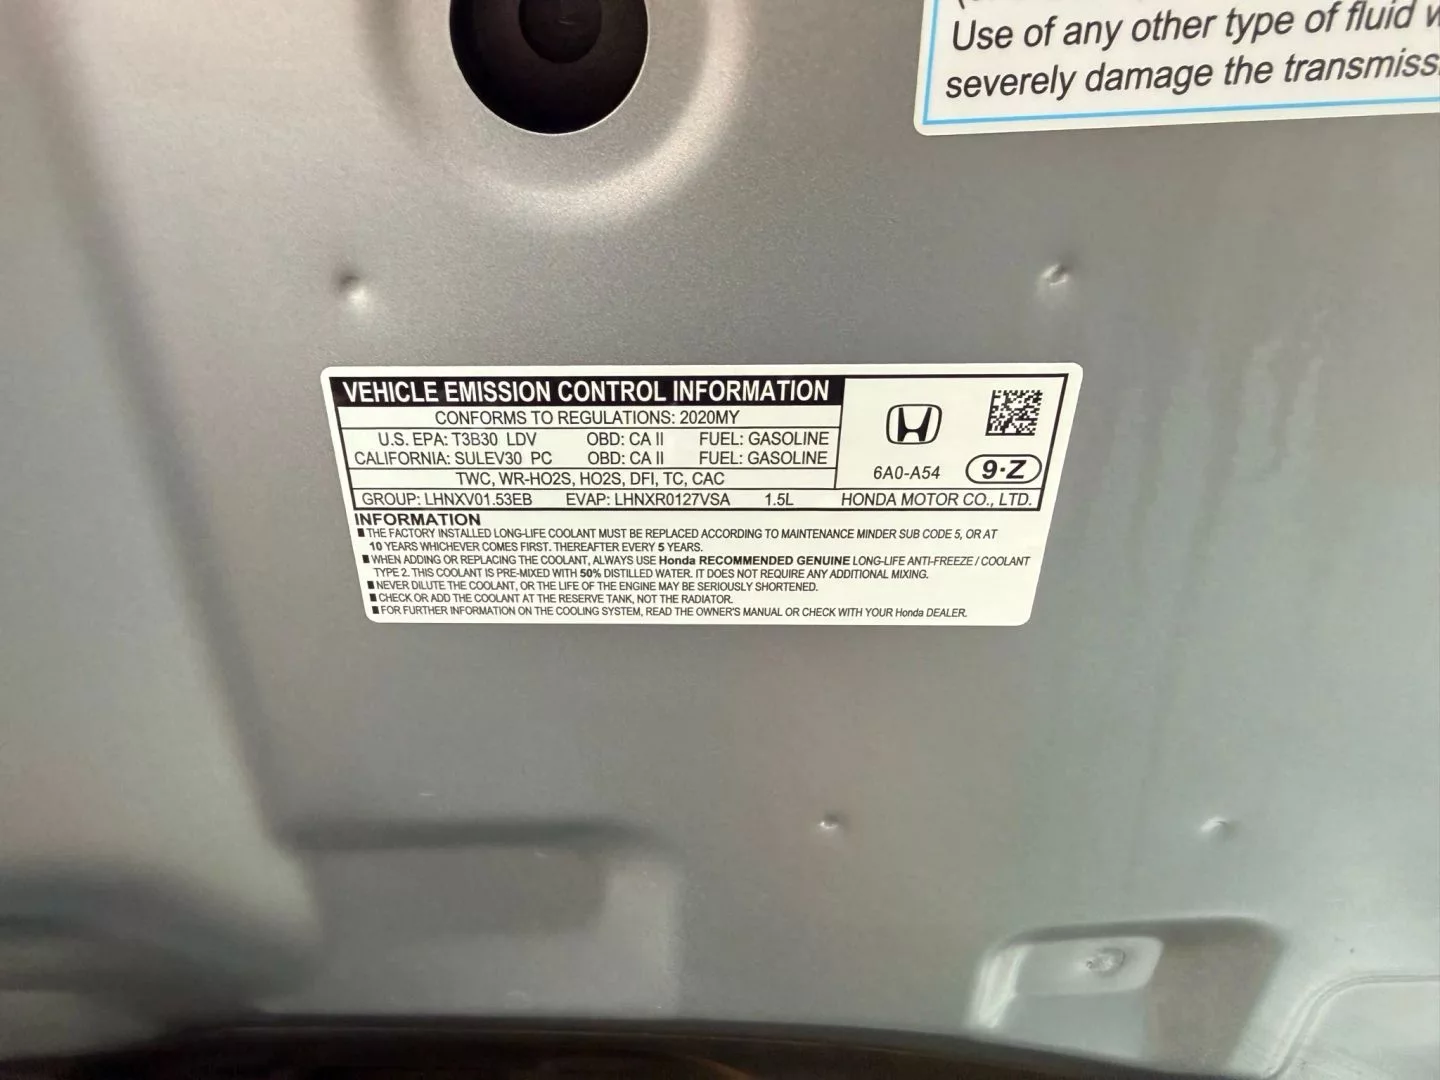 Use of any other type of fluid
severely damage the
VEHICLE EMISSION CONTROL INFORMATION
CONFORMS TO REGULATIONS: 2020MY
U.S. EPA: T3B30 LDV OBD: CA II FUEL: GASOLINE
CALIFORNIA: SULEV30 PC OBD: CA II FUEL: GASOLINE
TWC, WR-HO2S, HO2S, DFI, TC, CAC
6A0-A54 9·Z
GROUP: LHNXV01.53EB EVAP: LHNXR0127VSA 1.5L HONDA MOTOR CO., LTD.
INFORMATION
■ THE FACTORY INSTALLED LONG-LIFE COOLANT MUST BE REPLACED ACCORDING TO MAINTENANCE MINDER SUB CODE 5, OR AT
10 YEARS WHICHEVER COMES FIRST. THEREAFTER EVERY 5 YEARS.
■ WHEN ADDING OR REPLACING THE COOLANT, ALWAYS USE Honda RECOMMENDED GENUINE LONG-LIFE ANTI-FREEZE / COOLANT
TYPE 2. THIS COOLANT IS PRE-MIXED WITH 50% DISTILLED WATER. IT DOES NOT REQUIRE ANY ADDITIONAL MIXING.
■ NEVER DILUTE THE COOLANT, OR THE LIFE OF THE ENGINE MAY BE SERIOUSLY SHORTENED.
■ CHECK OR ADD THE COOLANT AT THE RESERVE TANK, NOT THE RADIATOR.
■ FOR FURTHER INFORMATION ON THE COOLING SYSTEM, READ THE OWNER'S MANUAL OR CHECK WITH YOUR Honda DEALER.